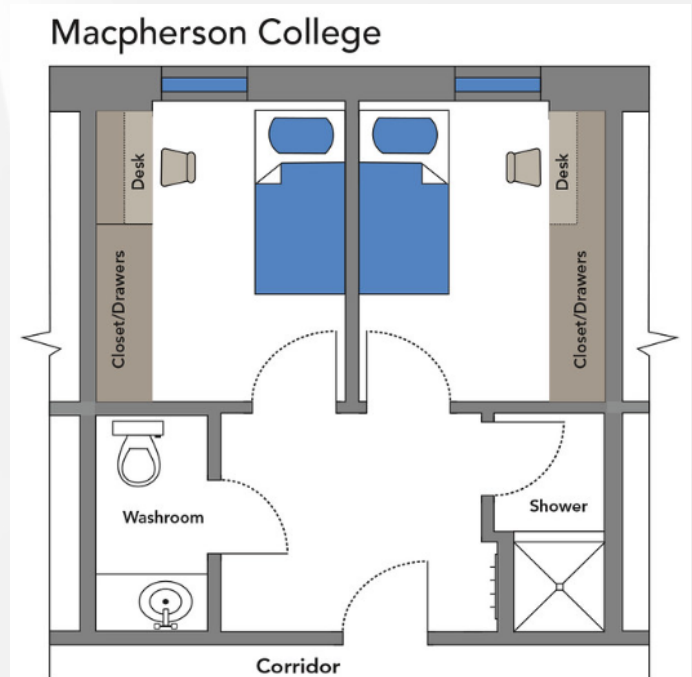 Macpherson College
Desk
Desk
Closet/Drawers
Closet/Drawers
Washroom
Shower
Corridor